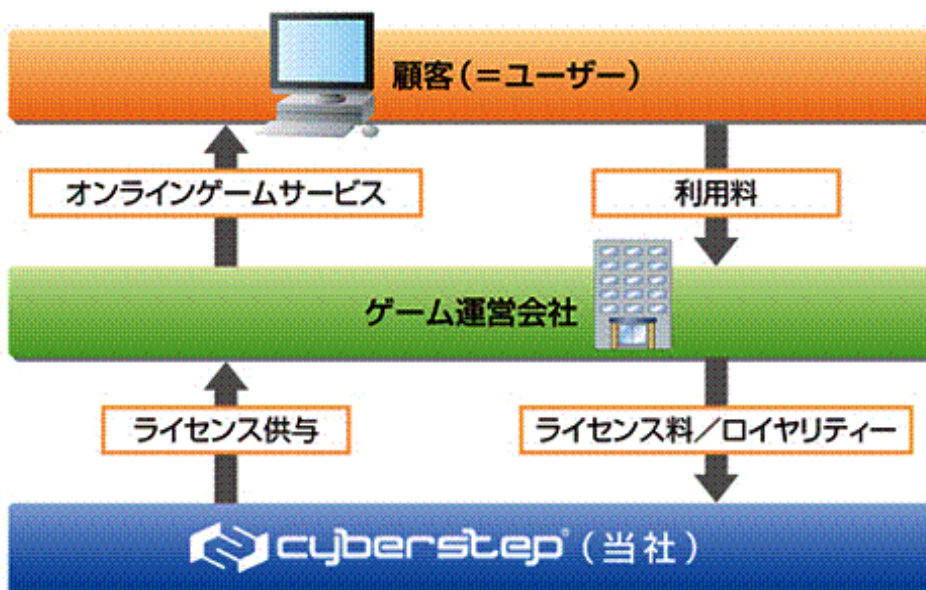 顧客(=ユーザー)
オンラインゲームサービス
利用料
ゲーム運営会社
ライセンス供与
ライセンス料/ロイヤリティー
cyberstep®(当社)